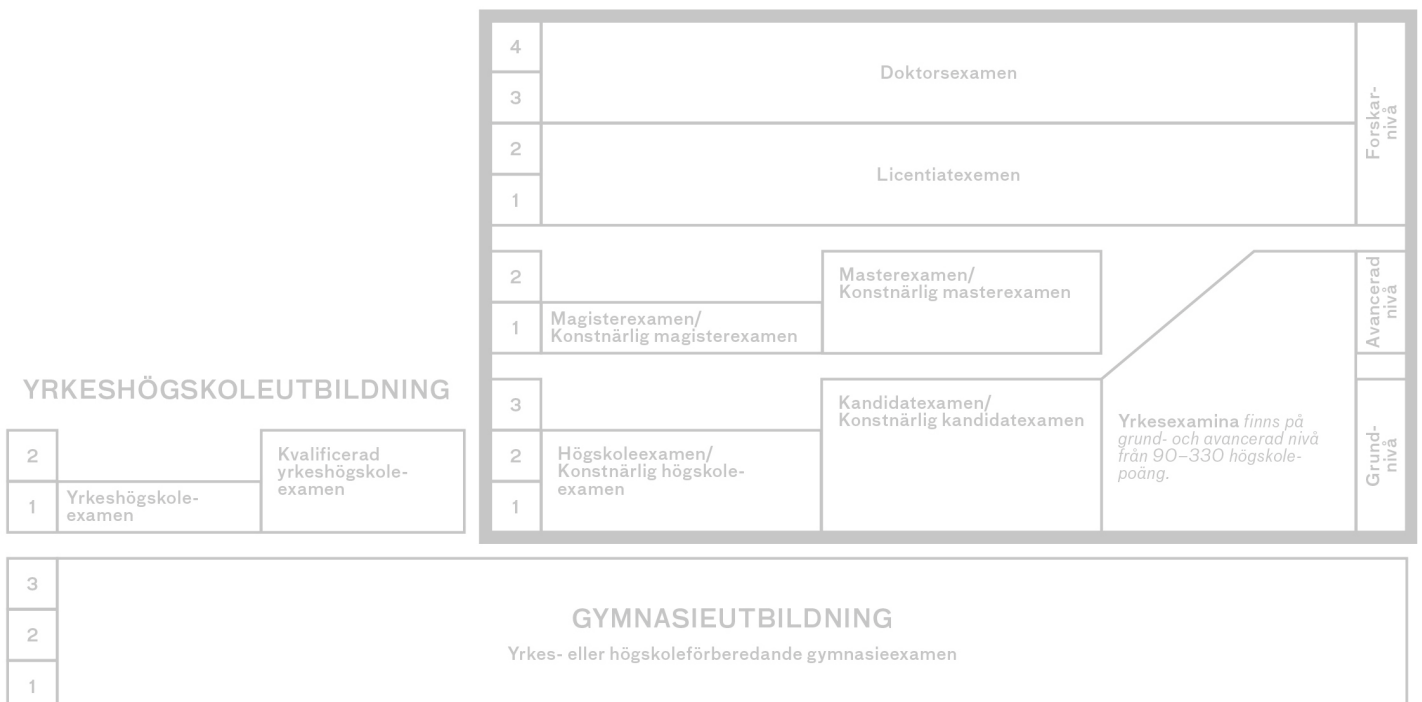 4
Doktorsexamen
3
Forskar-
nivå
2
Licentiatexemen
1
2
Masterexamen/
Konstnärlig masterexamen
1
Magisterexamen/
Konstnärlig magisterexamen
Avancerad
nivå
3
Kandidatexamen/
Konstnärlig kandidatexamen
2
Högskoleexamen/
Konstnärlig högskole-
examen
1
Yrkesexamina finns på
grund- och avancerad nivå
från 90–330 högskole-
poäng.
Grund-
nivå
YRKESHÖGSKOLEUTBILDNING
2
Kvalificerad
yrkeshögskole-
examen
1
Yrkeshögskole-
examen
3
GYMNASIEUTBILDNING
2
Yrkes- eller högskoleförberedande gymnasieexamen
1